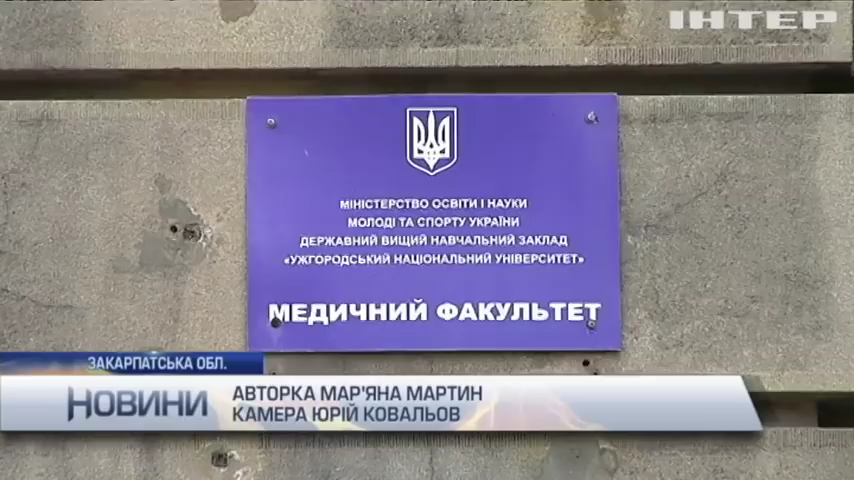 ІНТЕР
МІНІСТЕРСТВО ОСВІТИ І НАУКИ
МОЛОДІ ТА СПОРТУ УКРАЇНИ
ДЕРЖАВНИЙ ВИЩИЙ НАВЧАЛЬНИЙ ЗАКЛАД
«УЖГОРОДСЬКИЙ НАЦІОНАЛЬНИЙ УНІВЕРСИТЕТ»
МЕДИЧНИЙ ФАКУЛЬТЕТ
ЗАКАРПАТСЬКА ОБЛ.
НОВИНИ
АВТОРКА МАР'ЯНА МАРТИН
КАМЕРА ЮРІЙ КОВАЛЬОВ